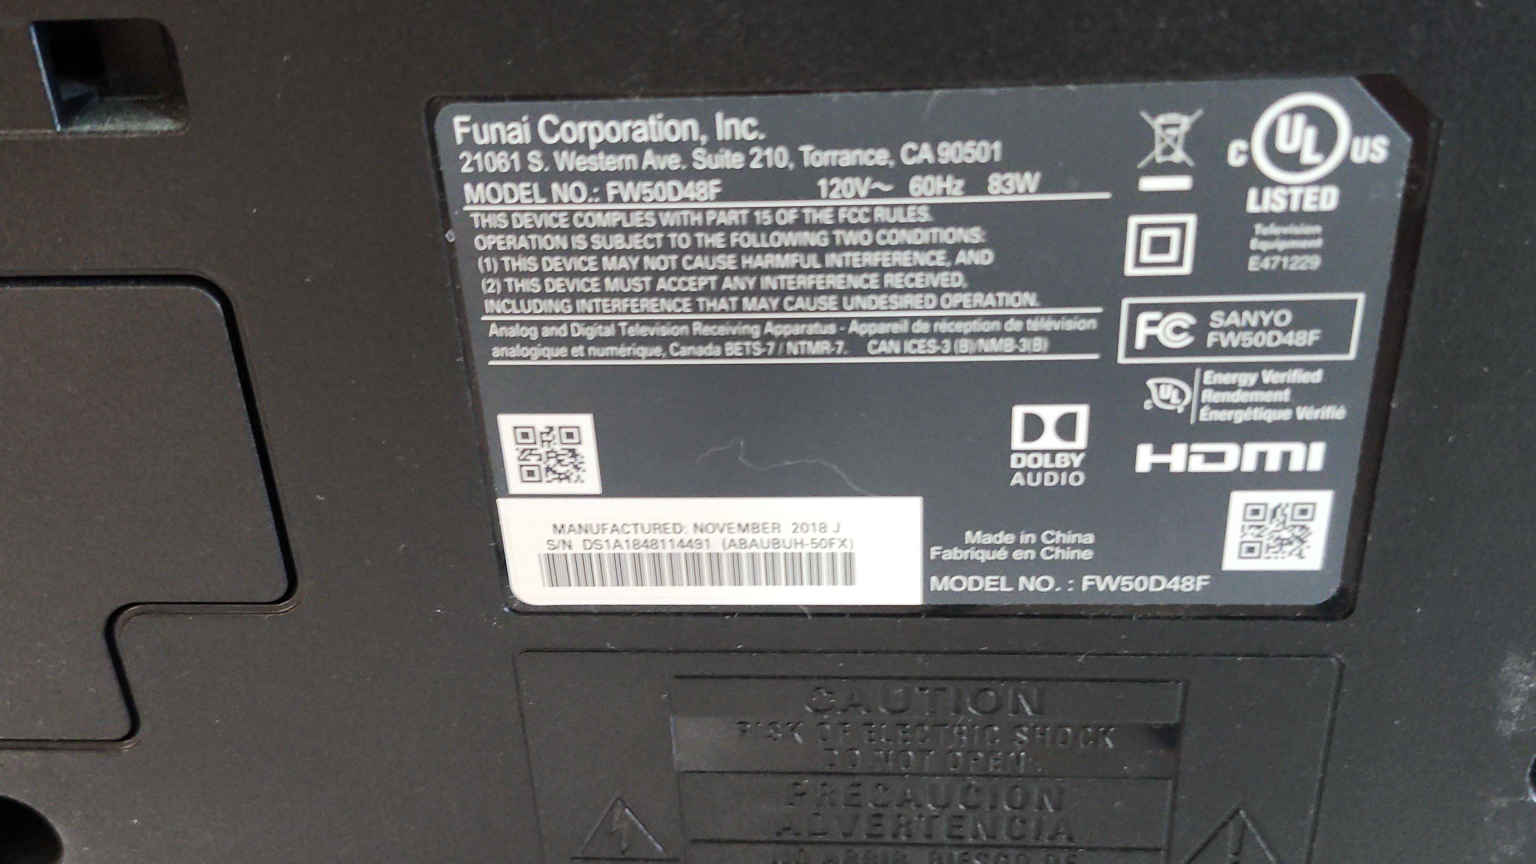 Funai Corporation, Inc.
21061 S. Western Ave. Suite 210, Torrance, CA 90501
MODEL NO.: FW50D48F 120V~ 60Hz 83W
THIS DEVICE COMPLIES WITH PART 15 OF THE FCC RULES.
OPERATION IS SUBJECT TO THE FOLLOWING TWO CONDITIONS:
(1) THIS DEVICE MAY NOT CAUSE HARMFUL INTERFERENCE, AND
(2) THIS DEVICE MUST ACCEPT ANY INTERFERENCE RECEIVED,
INCLUDING INTERFERENCE THAT MAY CAUSE UNDESIRED OPERATION.
Analog and Digital Television Receiving Apparatus - Appareil de réception de télévision
analogique et numérique, Canada BETS-7 / NTMR-7. CAN ICES-3 (B)/NMB-3(B)
C UL US
LISTED
Television
Equipment
E471229
FC SANYO
FW50D48F
c UL Energy Verified
Rendement
Énergétique Vérifié
DOLBY
AUDIO
HDMI
MANUFACTURED: NOVEMBER 2018 J
S/N DS1A1848114491 (ABAUBUH-50FX)
Made in China
Fabriqué en Chine
MODEL NO. : FW50D48F
CAUTION
RISK OF ELECTRIC SHOCK
DO NOT OPEN.
PRECAUCION
ADVERTENCIA